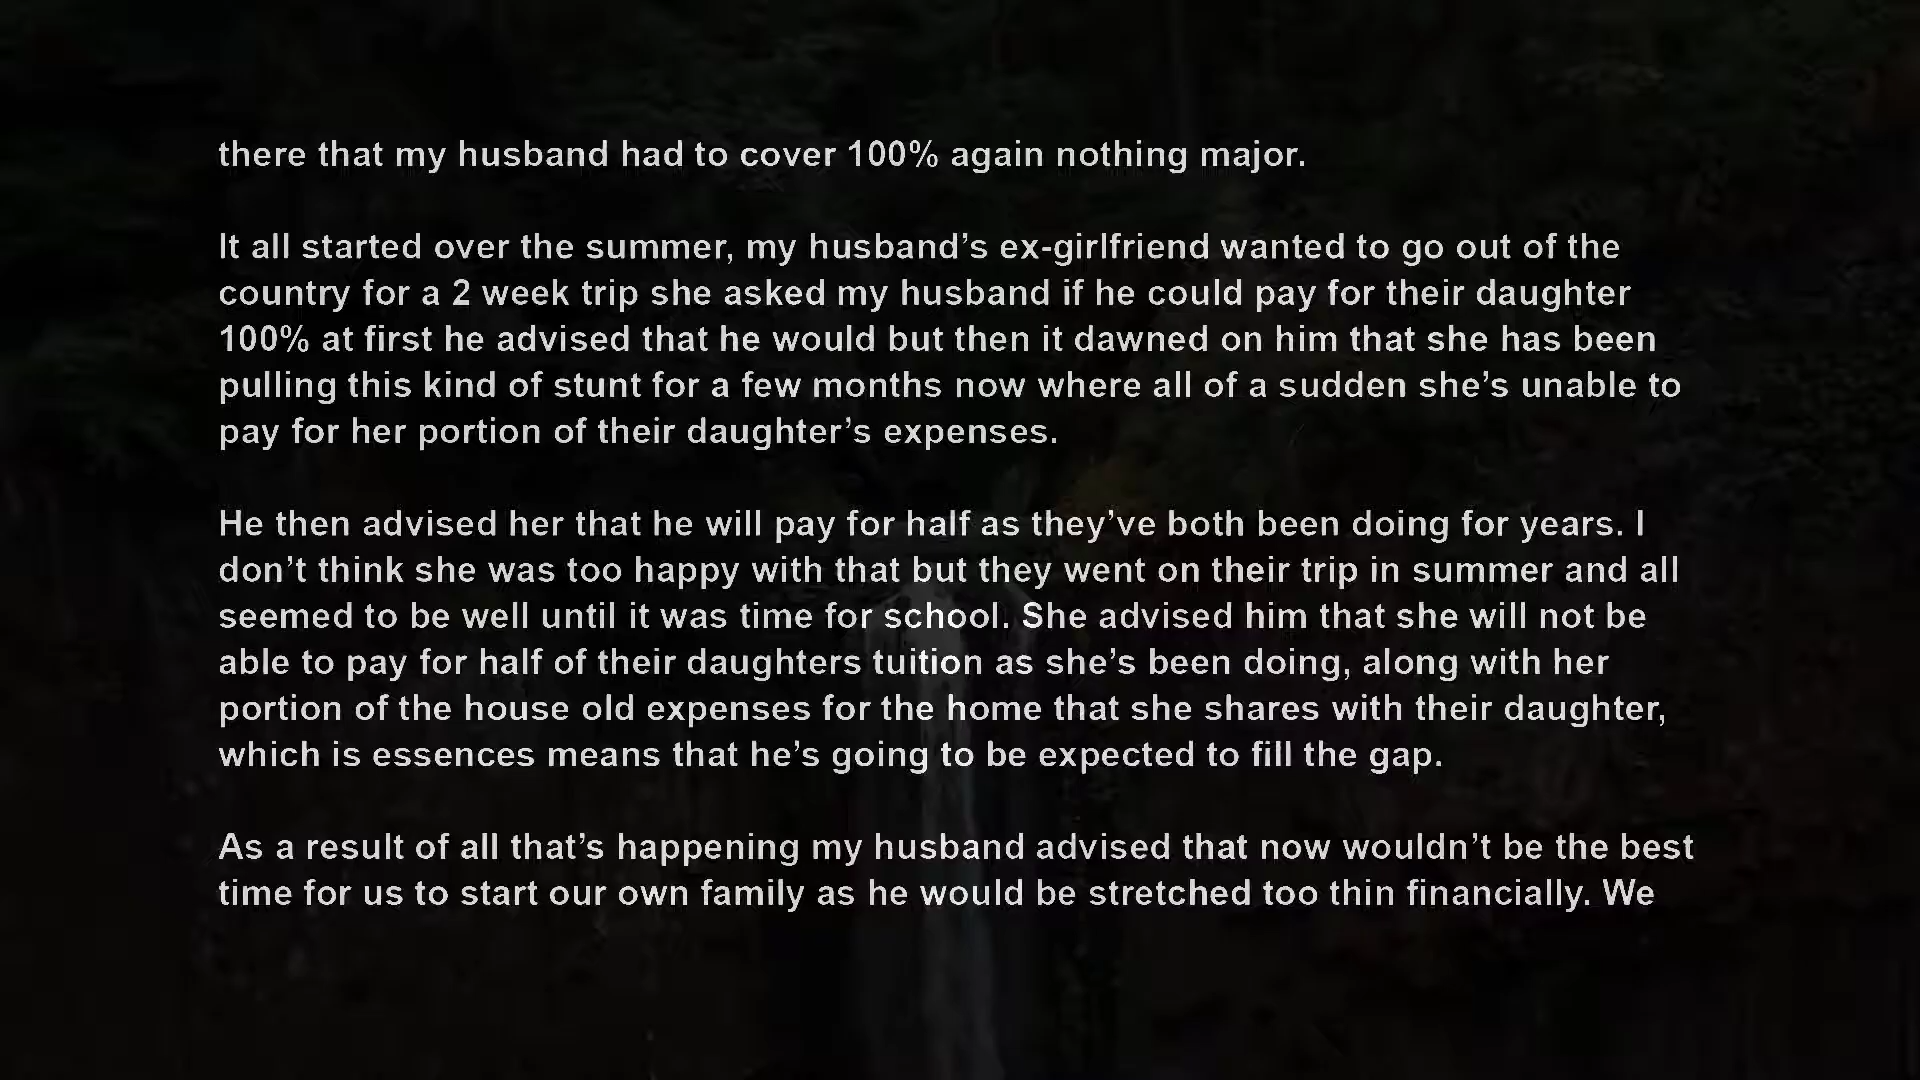 there that my husband had to cover 100% again nothing major.
It all started over the summer, my husband’s ex-girlfriend wanted to go out of the
country for a 2 week trip she asked my husband if he could pay for their daughter
100% at first he advised that he would but then it dawned on him that she has been
pulling this kind of stunt for a few months now where all of a sudden she’s unable to
pay for her portion of their daughter’s expenses.
He then advised her that he will pay for half as they’ve both been doing for years. I
don’t think she was too happy with that but they went on their trip in summer and all
seemed to be well until it was time for school. She advised him that she will not be
able to pay for half of their daughters tuition as she’s been doing, along with her
portion of the house old expenses for the home that she shares with their daughter,
which is essences means that he’s going to be expected to fill the gap.
As a result of all that’s happening my husband advised that now wouldn’t be the best
time for us to start our own family as he would be stretched too thin financially. We